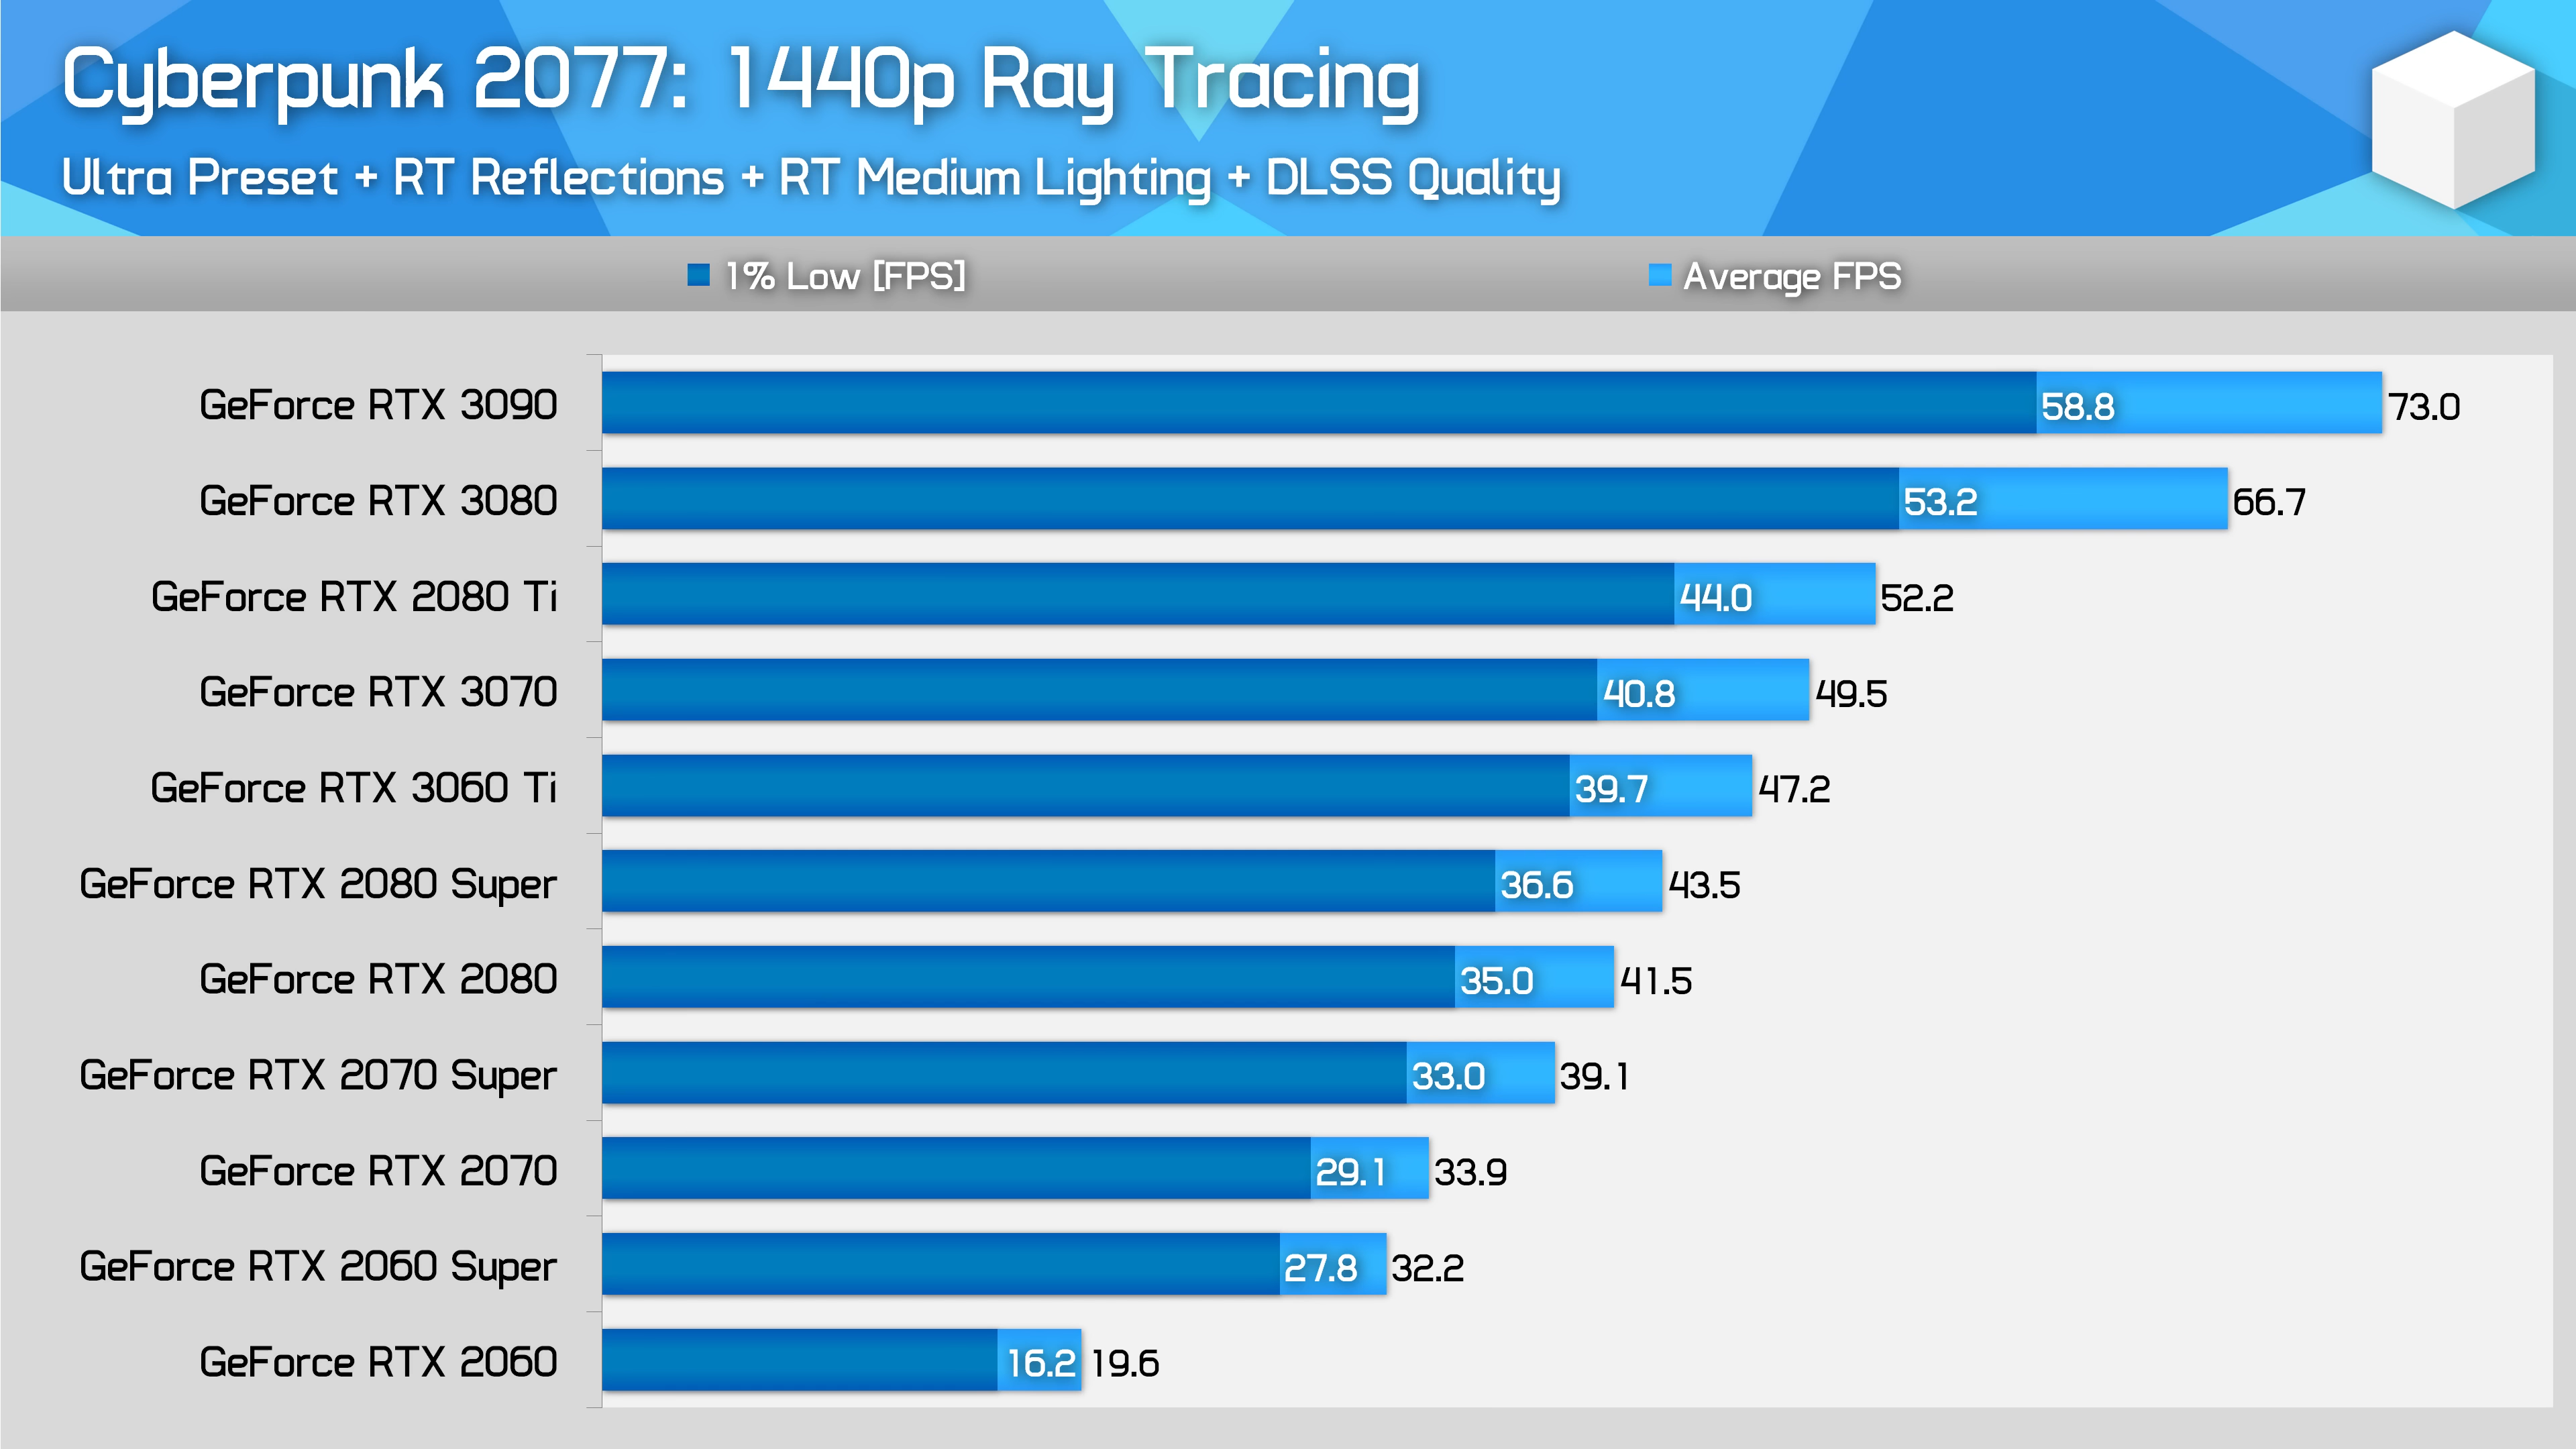 Cyberpunk 2077: 1440p Ray Tracing
Ultra Preset + RT Reflections + RT Medium Lighting + DLSS Quality
1% Low [FPS] Average FPS
GeForce RTX 3090 58.8 73.0
GeForce RTX 3080 53.2 66.7
GeForce RTX 2080 Ti 44.0 52.2
GeForce RTX 3070 40.8 49.5
GeForce RTX 3060 Ti 39.7 47.2
GeForce RTX 2080 Super 36.6 43.5
GeForce RTX 2080 35.0 41.5
GeForce RTX 2070 Super 33.0 39.1
GeForce RTX 2070 29.1 33.9
GeForce RTX 2060 Super 27.8 32.2
GeForce RTX 2060 16.2 19.6